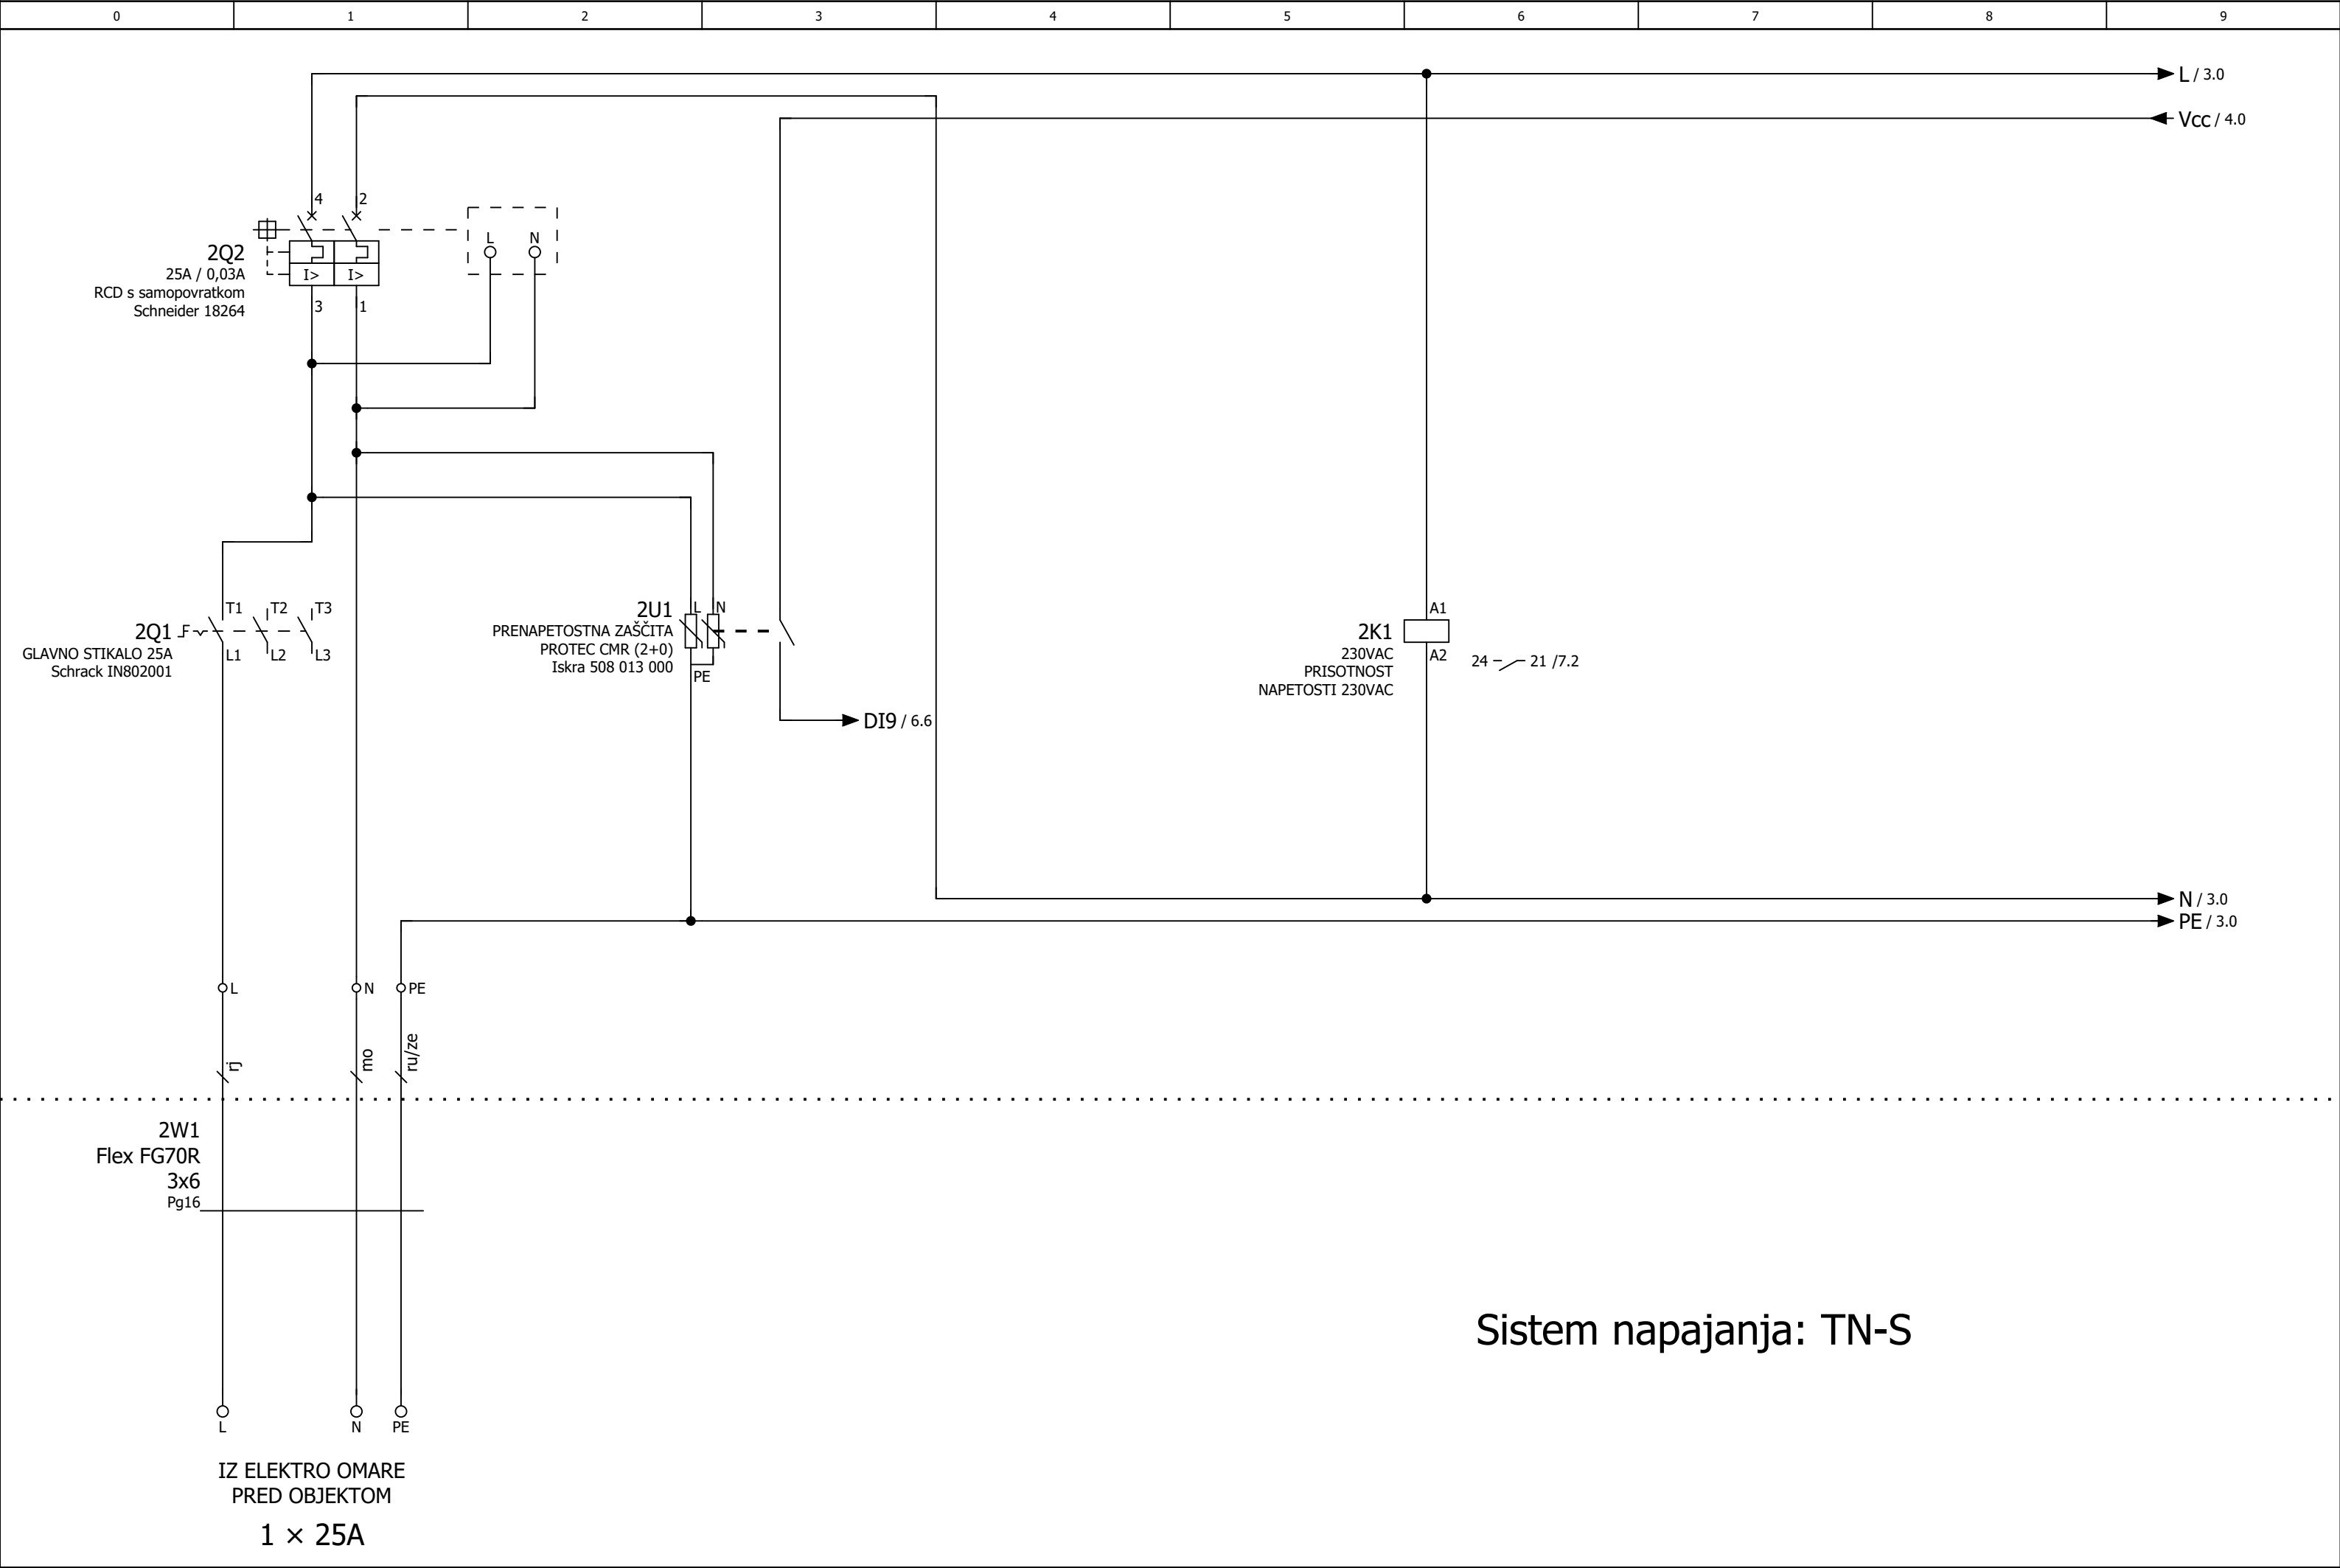 0 1 2 3 4 5 6 7 8 9
L / 3.0
Vcc / 4.0
4 2
L N
2Q2
25A / 0,03A
RCD s samopovratkom
Schneider 18264
I> I>
3 1
T1 T2 T3
2Q1
GLAVNO STIKALO 25A
Schrack IN802001
L1 L2 L3
L N
2U1
PRENAPETOSTNA ZAŠČITA
PROTEC CMR (2+0)
Iskra 508 013 000
PE
DI9 / 6.6
A1
2K1
230VAC
PRISOTNOST
NAPETOSTI 230VAC
A2
24 21 /7.2
N / 3.0
PE / 3.0
L N PE
rj mo ru/ze
2W1
Flex FG70R
3x6
Pg16
Sistem napajanja: TN-S
L N PE
IZ ELEKTRO OMARE
PRED OBJEKTOM
1 × 25A